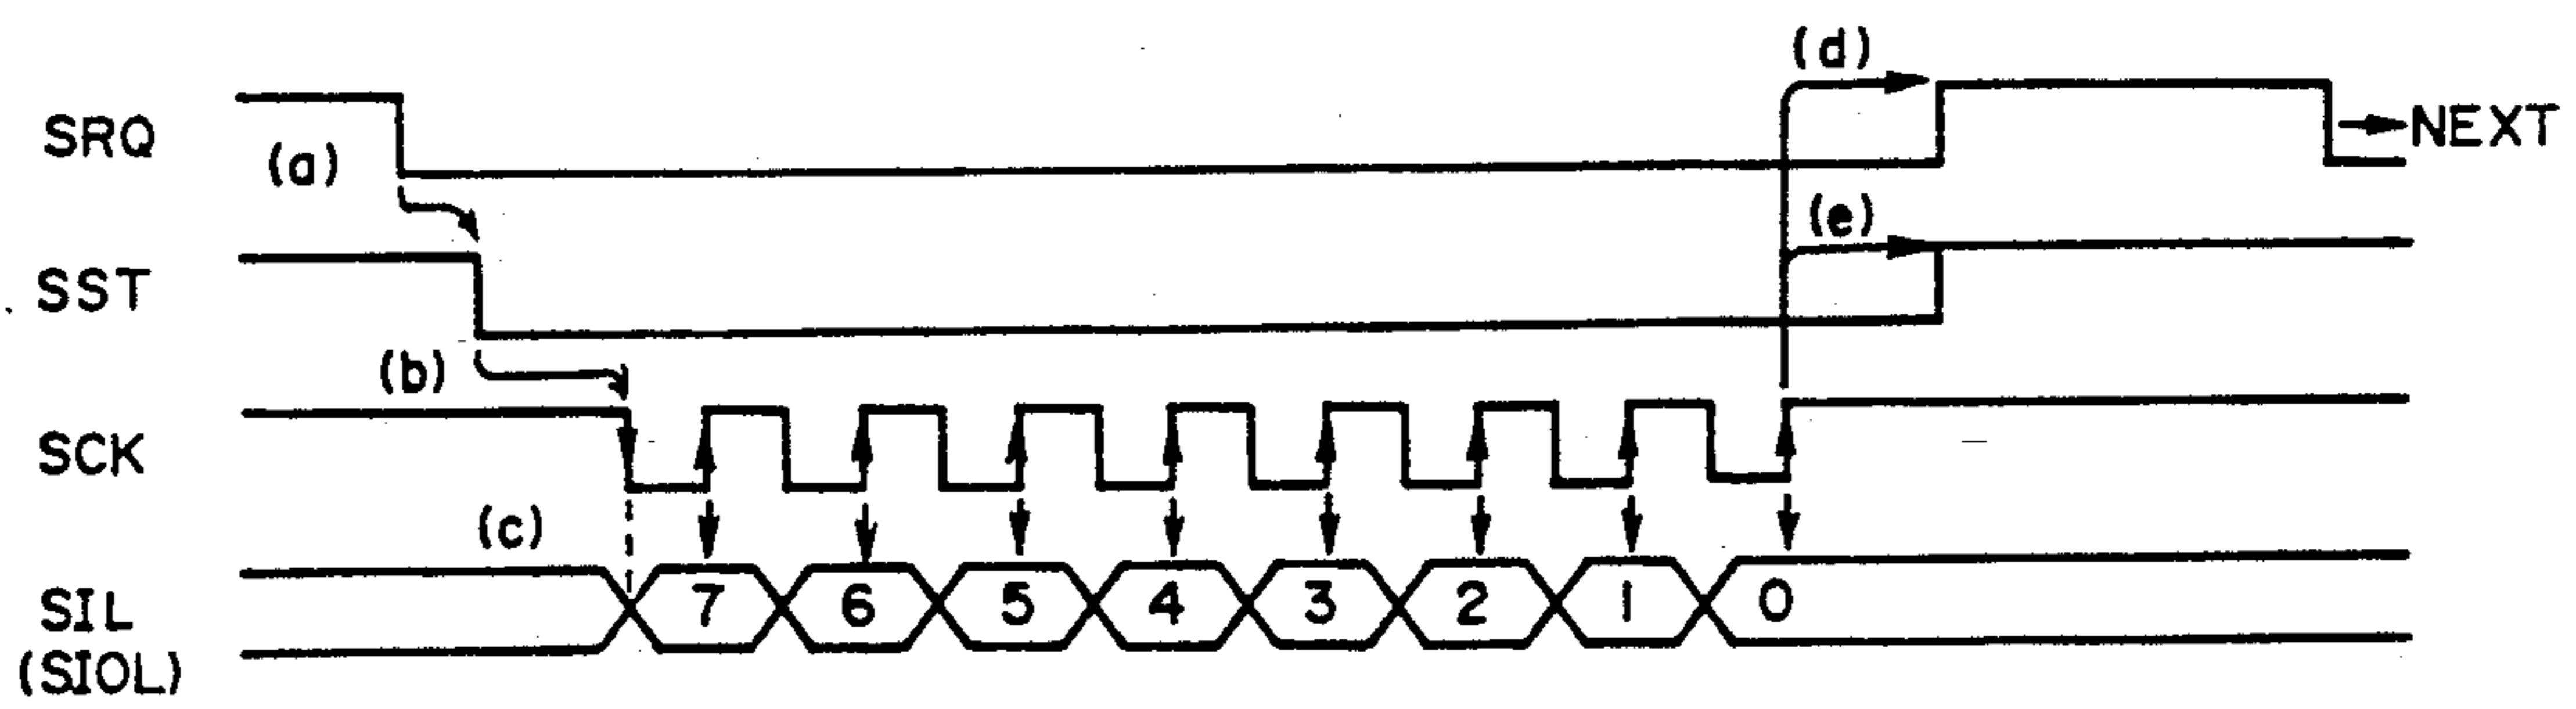 (d)
SRQ
(a)
→NEXT
(e)
SST
(b)
SCK
(c)
SIL
(SIOL)
7 6 5 4 3 2 1 0